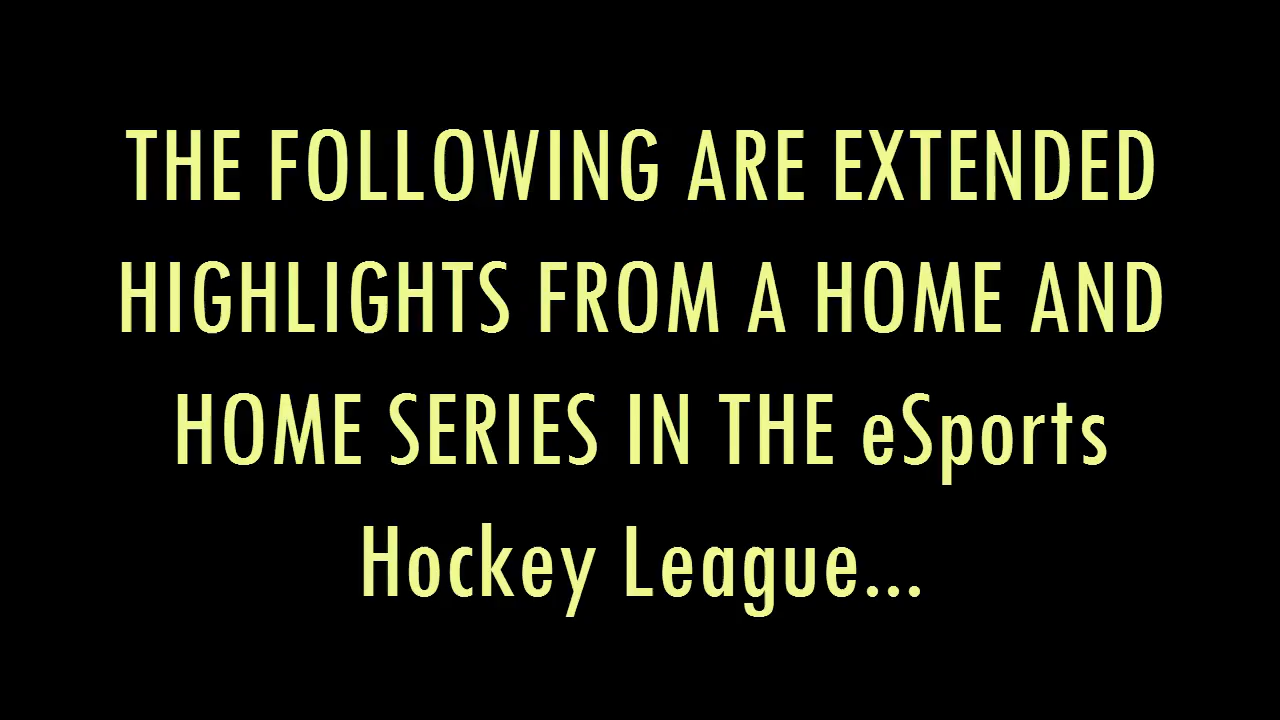 THE FOLLOWING ARE EXTENDED
HIGHLIGHTS FROM A HOME AND
HOME SERIES IN THE eSports
Hockey League...